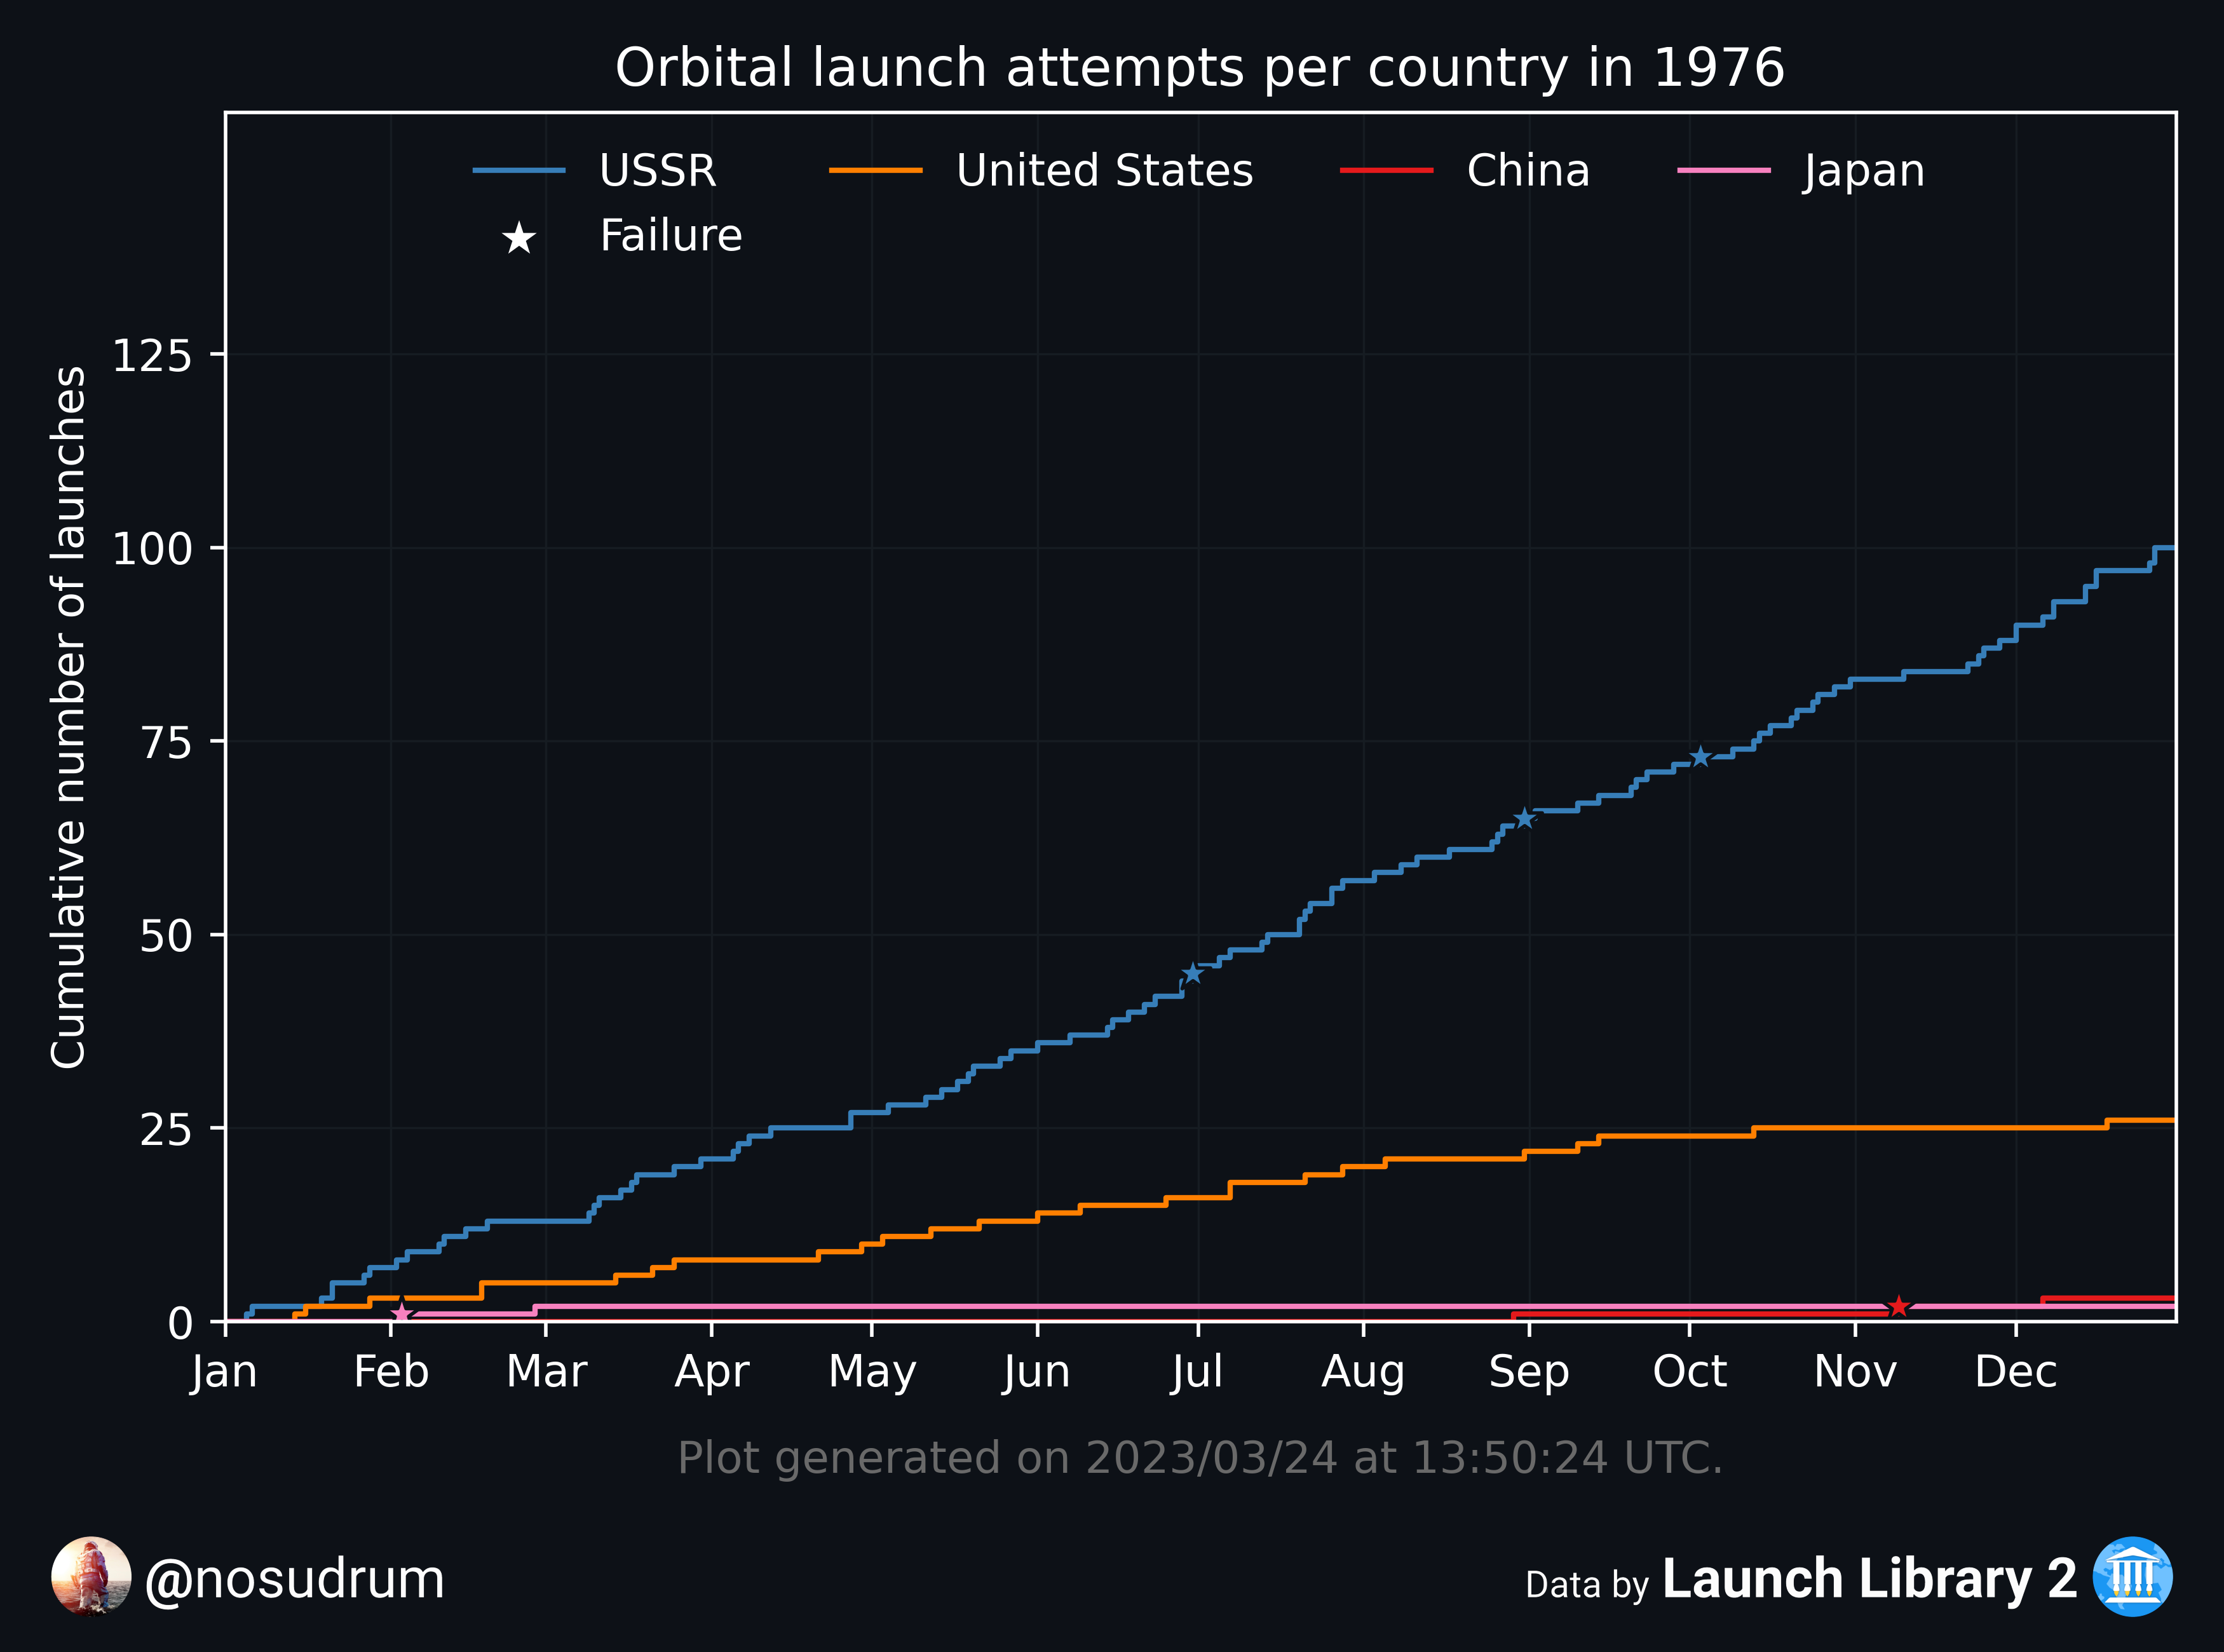 Orbital launch attempts per country in 1976
USSR United States China Japan
Failure
Cumulative number of launches
125
100
75
50
25
0
Jan Feb Mar Apr May Jun Jul Aug Sep Oct Nov Dec
Plot generated on 2023/03/24 at 13:50:24 UTC.
@nosudrum
Data by Launch Library 2